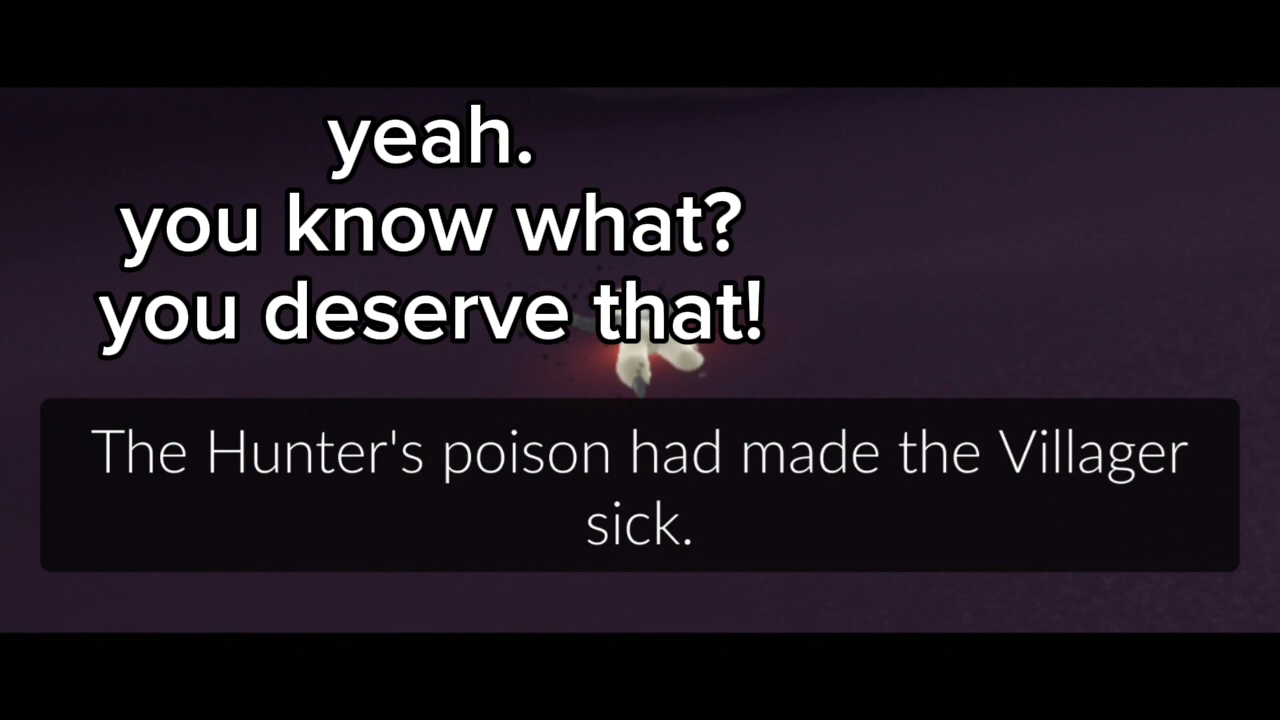 yeah.
you know what?
you deserve that!
The Hunter's poison had made the Villager
sick.